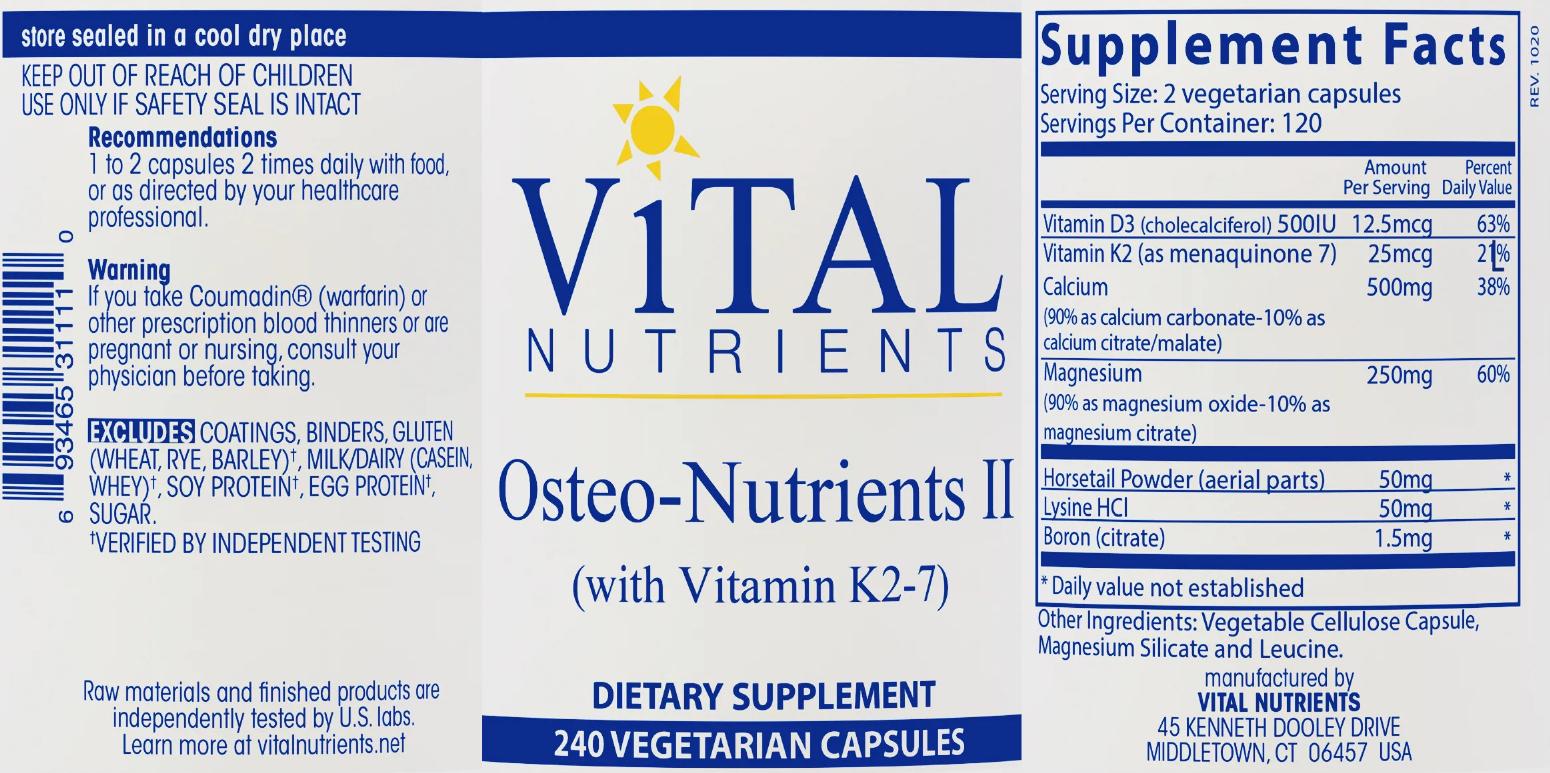 store sealed in a cool dry place
KEEP OUT OF REACH OF CHILDREN
USE ONLY IF SAFETY SEAL IS INTACT
Recommendations
1 to 2 capsules 2 times daily with food,
or as directed by your healthcare
professional.
Warning
If you take Coumadin® (warfarin) or
other prescription blood thinners or are
pregnant or nursing, consult your
physician before taking.
EXCLUDES COATINGS, BINDERS, GLUTEN
(WHEAT, RYE, BARLEY)†, MILK/DAIRY (CASEIN,
WHEY)†, SOY PROTEIN†, EGG PROTEIN†,
SUGAR.
†VERIFIED BY INDEPENDENT TESTING
6 93465 31111 0
Raw materials and finished products are
independently tested by U.S. labs.
Learn more at vitalnutrients.net
ViTAL
NUTRIENTS
Osteo-Nutrients II
(with Vitamin K2-7)
DIETARY SUPPLEMENT
240 VEGETARIAN CAPSULES
Supplement Facts
Serving Size: 2 vegetarian capsules
Servings Per Container: 120
Amount Percent
Per Serving Daily Value
Vitamin D3 (cholecalciferol) 500IU 12.5mcg 63%
Vitamin K2 (as menaquinone 7) 25mcg 21%
Calcium 500mg 38%
(90% as calcium carbonate-10% as
calcium citrate/malate)
Magnesium 250mg 60%
(90% as magnesium oxide-10% as
magnesium citrate)
Horsetail Powder (aerial parts) 50mg *
Lysine HCl 50mg *
Boron (citrate) 1.5mg *
* Daily value not established
Other Ingredients: Vegetable Cellulose Capsule,
Magnesium Silicate and Leucine.
manufactured by
VITAL NUTRIENTS
45 KENNETH DOOLEY DRIVE
MIDDLETOWN, CT 06457 USA
REV. 1020